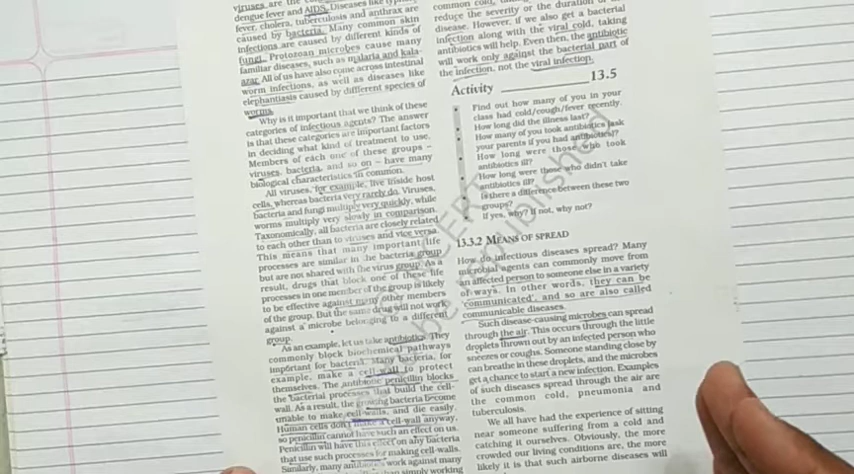 viruses, are the
dengue fever and AIDS. Diseases like
fever, cholera, tuberculosis and anthrax are
caused by bacteria. Many common skin
infections are caused by different kinds of
fungi. Protozoan microbes cause many
familiar diseases, such as malaria and kala-
azar. All of us have also come across intestinal
worm infections, as well as diseases like
elephantiasis caused by different species of
worms.
Why is it important that we think of these
categories of infectious agents? The answer
is that these categories are important factors
in deciding what kind of treatment to use.
Members of each one of these groups –
viruses, bacteria, and so on – have many
biological characteristics in common.
All viruses, for example, live inside host
cells, whereas bacteria very rarely do. Viruses,
bacteria and fungi multiply very quickly, while
worms multiply very slowly in comparison.
Taxonomically, all bacteria are closely related
to each other than to viruses and vice versa.
This means that many important life
processes are similar in the bacteria group
but are not shared with the virus group. As a
result, drugs that block one of these life
processes in one member of the group is likely
to be effective against many other members
of the group. But the same drug will not work
against a microbe belonging to a different
group.
As an example, let us take antibiotics. They
commonly block biochemical pathways
important for bacteria. Many bacteria, for
example, make a cell-wall to protect
themselves. The antibiotic penicillin blocks
the bacterial processes that build the cell-
wall. As a result, the growing bacteria become
unable to make cell-walls, and die easily.
Human cells don't make a cell-wall anyway,
so penicillin cannot have such an effect on us.
Penicillin will have this effect on any bacteria
that use such processes for making cell-walls.
Similarly, many antibiotics work against many
simply working
common cold,
reduce the severity or the duration of
disease. However, if we also get a bacterial
infection along with the viral cold, taking
antibiotics will help. Even then, the antibiotic
will work only against the bacterial part of
the infection, not the viral infection.
Activity 13.5
Find out how many of you in your
class had cold/cough/fever recently.
How long did the illness last?
How many of you took antibiotics (ask
your parents if you had antibiotics)?
How long were those who took
antibiotics ill?
How long were those who didn't take
antibiotics ill?
Is there a difference between these two
groups?
If yes, why? If not, why not?
13.3.2 MEANS OF SPREAD
How do infectious diseases spread? Many
microbial agents can commonly move from
an affected person to someone else in a variety
of ways. In other words, they can be
'communicated', and so are also called
communicable diseases.
Such disease-causing microbes can spread
through the air. This occurs through the little
droplets thrown out by an infected person who
sneezes or coughs. Someone standing close by
can breathe in these droplets, and the microbes
get a chance to start a new infection. Examples
of such diseases spread through the air are
the common cold, pneumonia and
tuberculosis.
We all have had the experience of sitting
near someone suffering from a cold and
catching it ourselves. Obviously, the more
crowded our living conditions are, the more
likely it is that such airborne diseases will